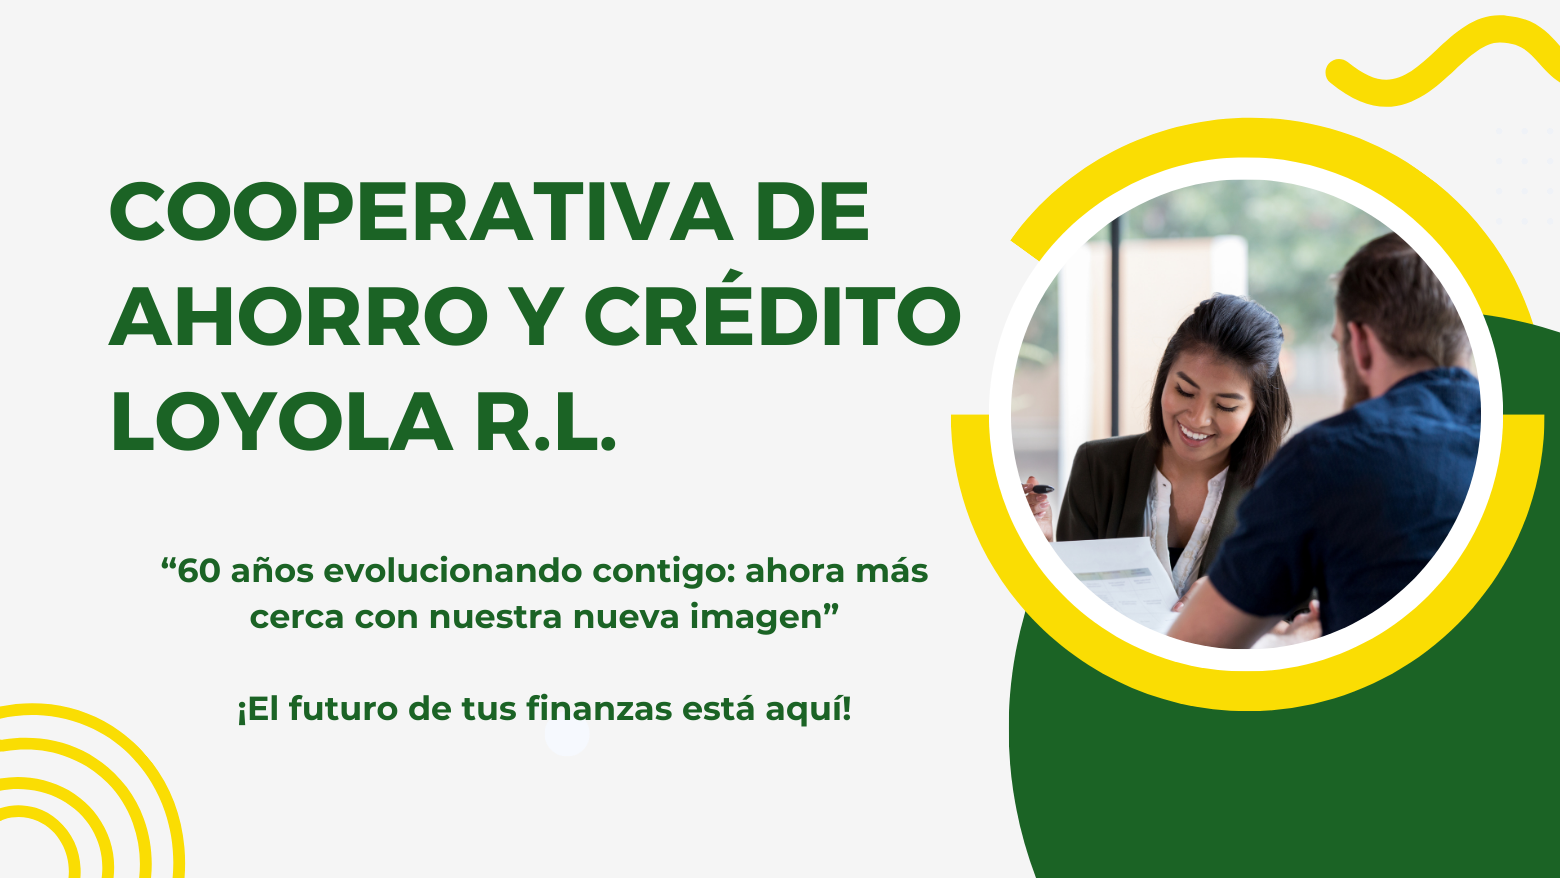 COOPERATIVA DE
AHORRO Y CRÉDITO
LOYOLA R.L.
“60 años evolucionando contigo: ahora más
cerca con nuestra nueva imagen”
¡El futuro de tus finanzas está aquí!